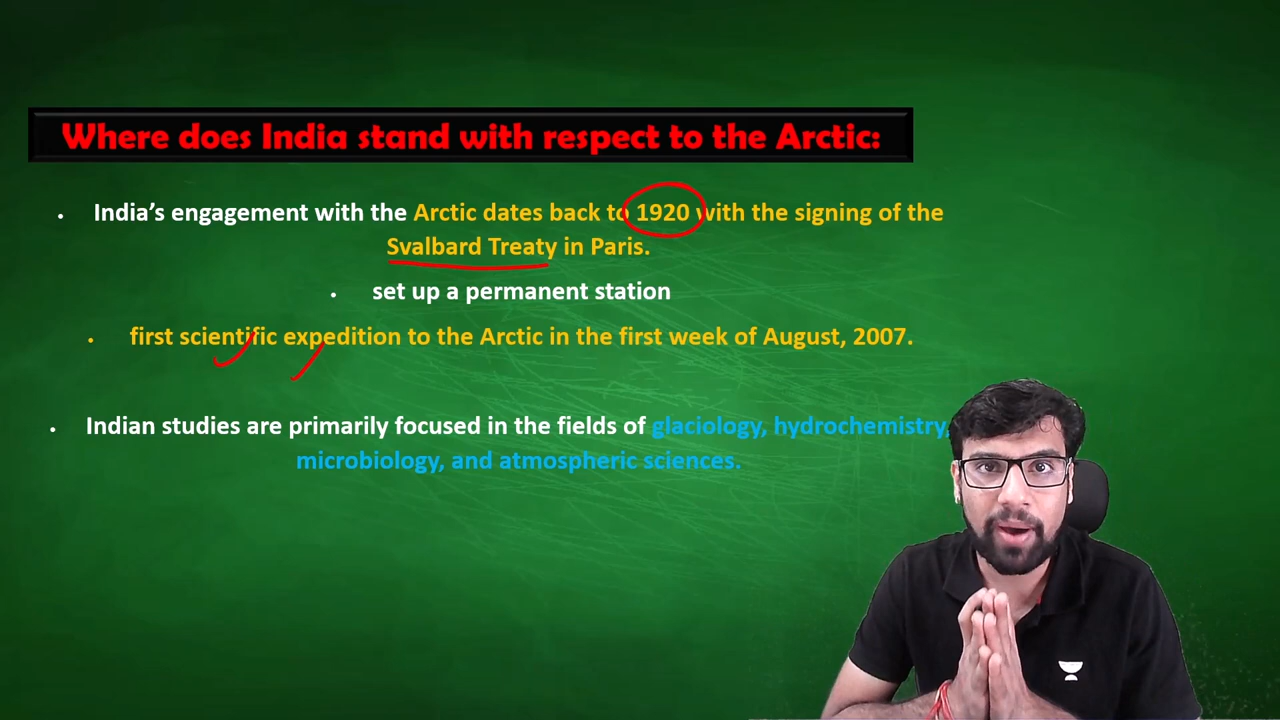 Where does India stand with respect to the Arctic:
• India’s engagement with the Arctic dates back to 1920 with the signing of the
Svalbard Treaty in Paris.
• set up a permanent station
• first scientific expedition to the Arctic in the first week of August, 2007.
• Indian studies are primarily focused in the fields of glaciology, hydrochemistry,
microbiology, and atmospheric sciences.